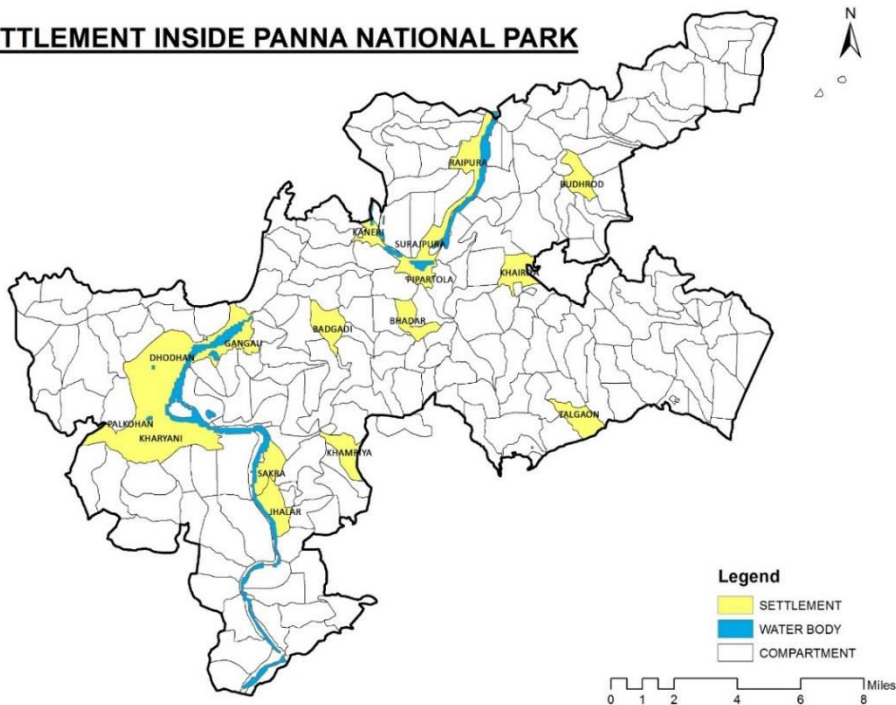 TTLEMENT INSIDE PANNA NATIONAL PARK
N
RAIPURA
BUDHROD
KANERI
SURAJPURA
PIPARTOLA
BADGADI
BHADAR
GANGAU
DHODHAN
TALGAON
PALKOHAN
KHARYANI
KHAMRIYA
SAKRA
JHALAR
Legend
SETTLEMENT
WATER BODY
COMPARTMENT
Miles
0 1 2 4 6 8